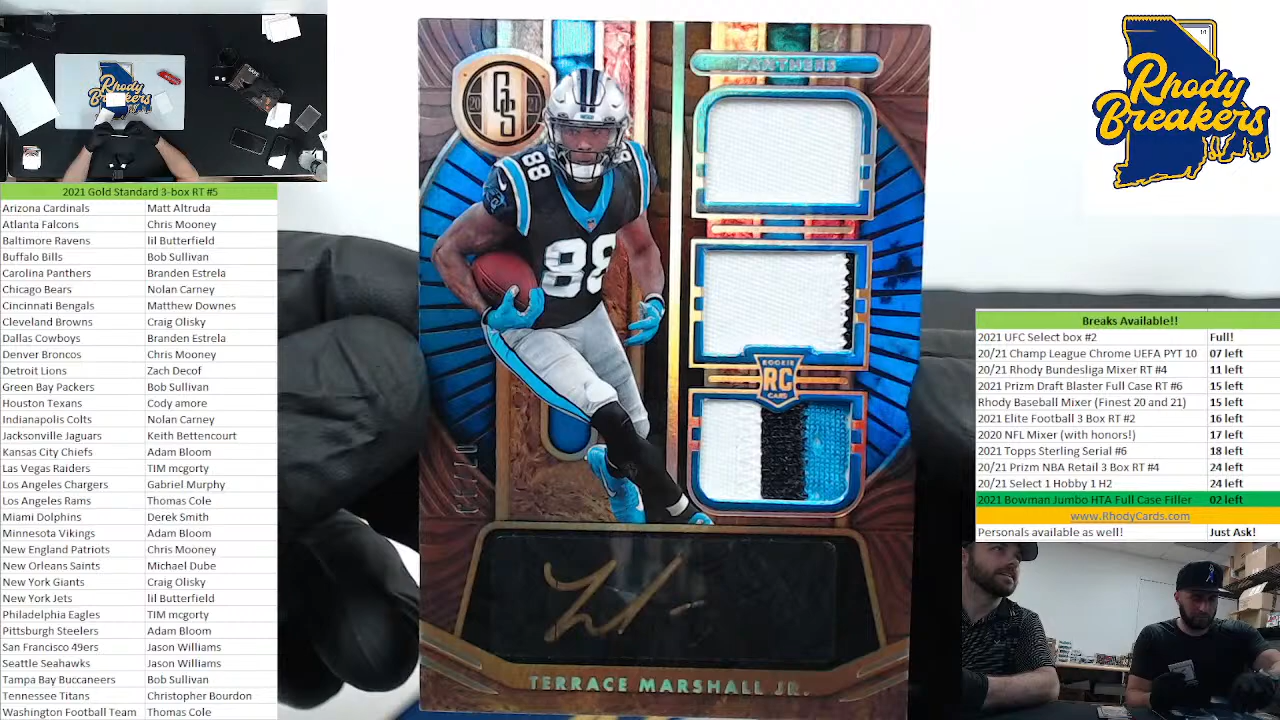 2021 Gold Standard 3-box RT #5
Arizona Cardinals Matt Altruda
Atlanta Falcons Chris Mooney
Baltimore Ravens lil Butterfield
Buffalo Bills Bob Sullivan
Carolina Panthers Branden Estrela
Chicago Bears Nolan Carney
Cincinnati Bengals Matthew Downes
Cleveland Browns Craig Olisky
Dallas Cowboys Branden Estrela
Denver Broncos Chris Mooney
Detroit Lions Zach Decof
Green Bay Packers Bob Sullivan
Houston Texans Cody amore
Indianapolis Colts Nolan Carney
Jacksonville Jaguars Keith Bettencourt
Kansas City Chiefs Adam Bloom
Las Vegas Raiders TIM mcgorty
Los Angeles Chargers Gabriel Murphy
Los Angeles Rams Thomas Cole
Miami Dolphins Derek Smith
Minnesota Vikings Adam Bloom
New England Patriots Chris Mooney
New Orleans Saints Michael Dube
New York Giants Craig Olisky
New York Jets lil Butterfield
Philadelphia Eagles TIM mcgorty
Pittsburgh Steelers Adam Bloom
San Francisco 49ers Jason Williams
Seattle Seahawks Jason Williams
Tampa Bay Buccaneers Bob Sullivan
Tennessee Titans Christopher Bourdon
Washington Football Team Thomas Cole
Rhody
Breakers
PANTHERS
20 GS 21
88
88
88
ROOKIE
RC
CARD
TERRACE MARSHALL JR.
Rhody
Breakers
Breaks Available!!
2021 UFC Select box #2 Full!
20/21 Champ League Chrome UEFA PYT 1 07 left
20/21 Rhody Bundesliga Mixer RT #4 11 left
2021 Prizm Draft Blaster Full Case RT #6 15 left
Rhody Baseball Mixer (Finest 20 and 21) 15 left
2021 Elite Football 3 Box RT #2 16 left
2020 NFL Mixer (with honors!) 17 left
2021 Topps Sterling Serial #6 18 left
20/21 Prizm NBA Retail 3 Box RT #4 24 left
20/21 Select 1 Hobby 1 H2 24 left
2021 Bowman Jumbo HTA Full Case Filler 02 left
www.RhodyCards.com
Personals available as well! Just Ask!